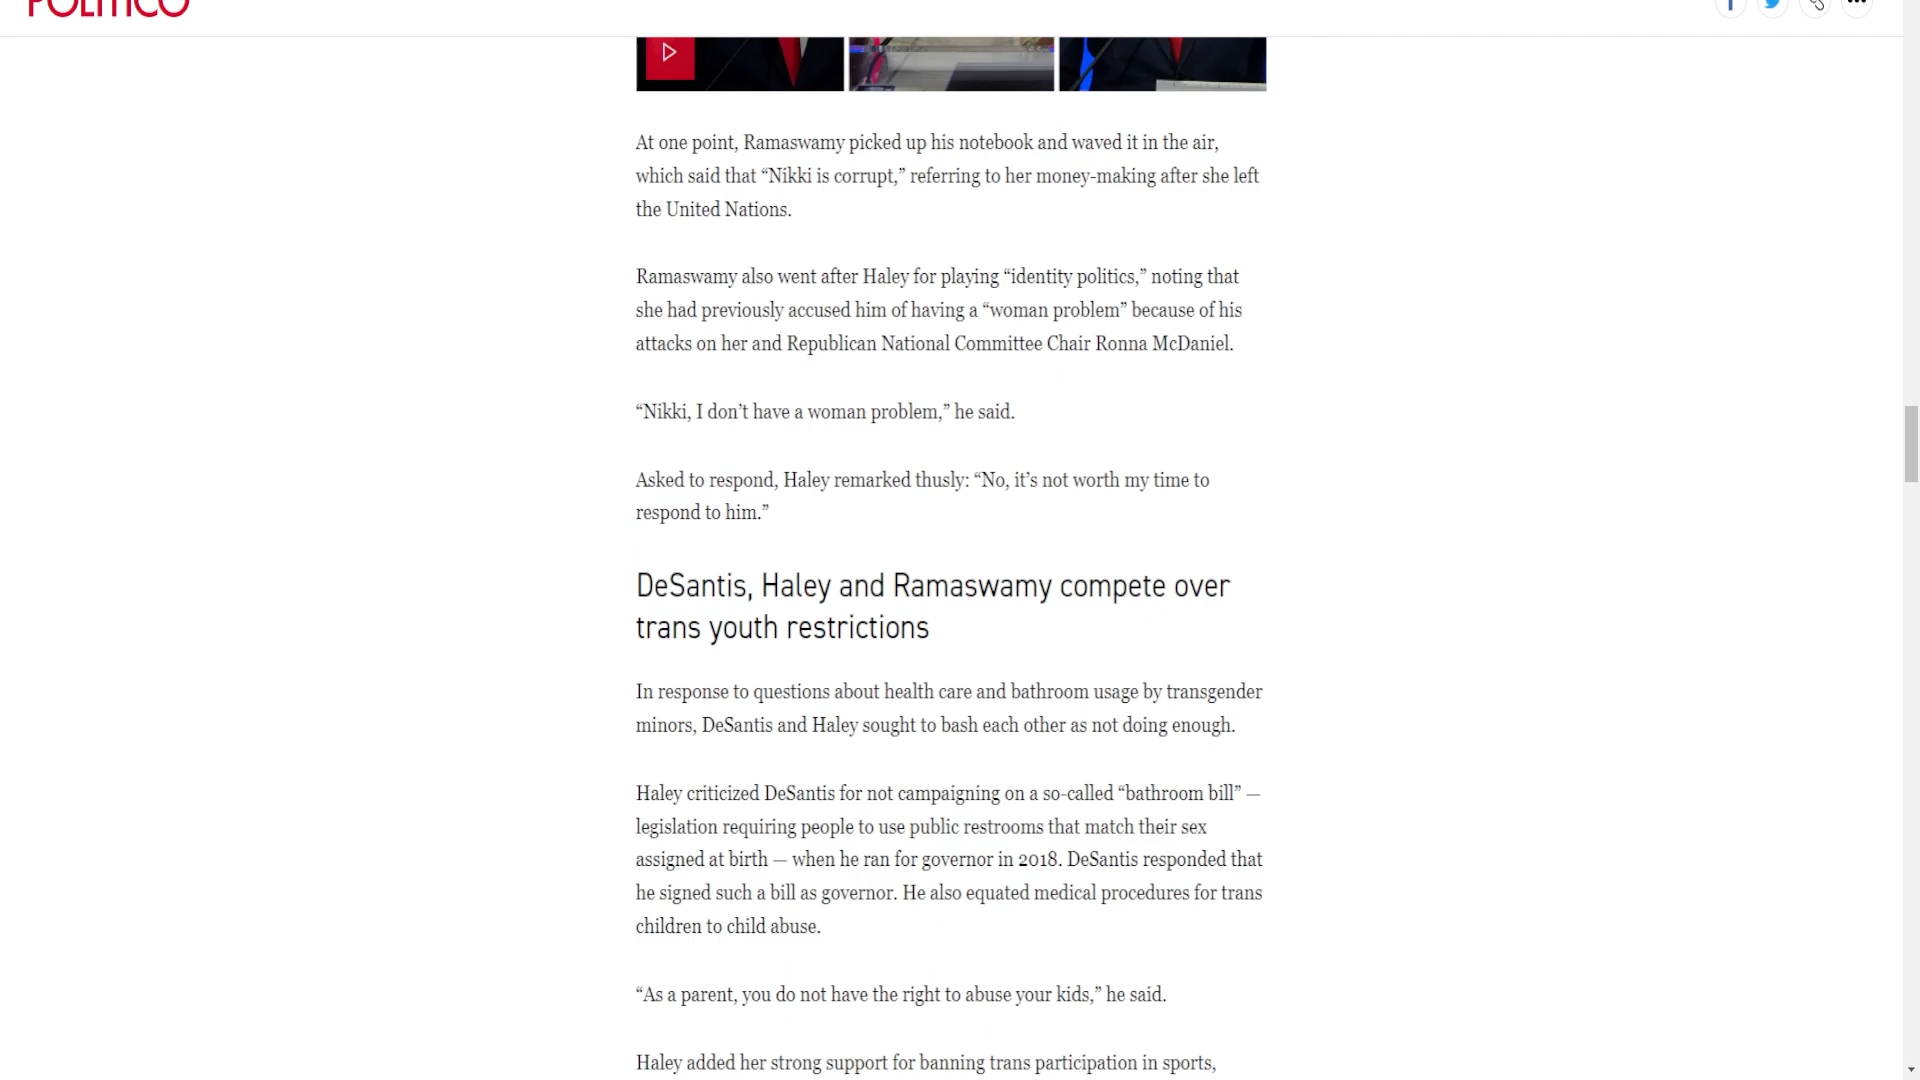 POLITICO
At one point, Ramaswamy picked up his notebook and waved it in the air,
which said that “Nikki is corrupt,” referring to her money-making after she left
the United Nations.
Ramaswamy also went after Haley for playing “identity politics,” noting that
she had previously accused him of having a “woman problem” because of his
attacks on her and Republican National Committee Chair Ronna McDaniel.
“Nikki, I don’t have a woman problem,” he said.
Asked to respond, Haley remarked thusly: “No, it’s not worth my time to
respond to him.”
DeSantis, Haley and Ramaswamy compete over
trans youth restrictions
In response to questions about health care and bathroom usage by transgender
minors, DeSantis and Haley sought to bash each other as not doing enough.
Haley criticized DeSantis for not campaigning on a so-called “bathroom bill” —
legislation requiring people to use public restrooms that match their sex
assigned at birth — when he ran for governor in 2018. DeSantis responded that
he signed such a bill as governor. He also equated medical procedures for trans
children to child abuse.
“As a parent, you do not have the right to abuse your kids,” he said.
Haley added her strong support for banning trans participation in sports,